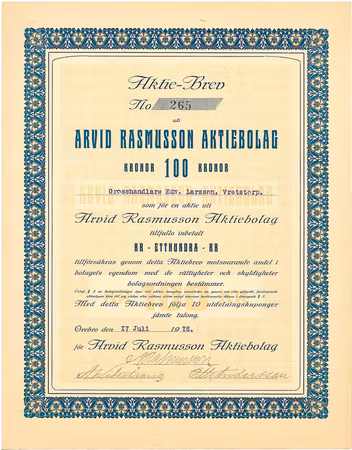 Aktie-Brev
No 265
uti
ARVID RASMUSSON AKTIEBOLAG
KRONOR 100 KRONOR
Grosshandlare Edw. Larsson, Vretstorp.
som för en aktie uti
Arvid Rasmusson Aktiebolag
tillfullo inbetalt
KR - ETTHUNDRA - KR
tillförsäkras genom detta Aktiebrev motsvarande andel i
bolagets egendom med de rättigheter och skyldigheter
bolagsordningen bestämmer.
Med detta Aktiebrev följa 10 utdelningskuponger
jämte talong.
Örebro den 17 Juli 1918.
för Arvid Rasmusson Aktiebolag